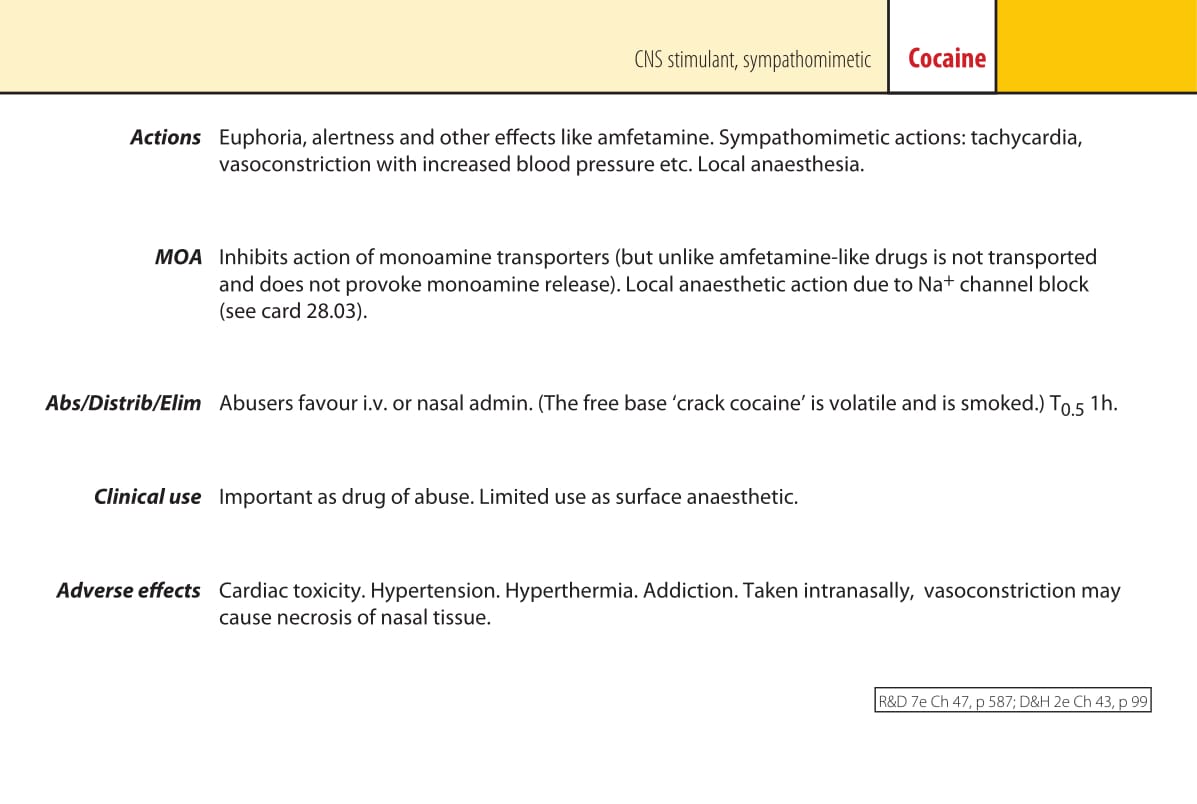 CNS stimulant, sympathomimetic Cocaine
Actions Euphoria, alertness and other effects like amfetamine. Sympathomimetic actions: tachycardia,
vasoconstriction with increased blood pressure etc. Local anaesthesia.
MOA Inhibits action of monoamine transporters (but unlike amfetamine-like drugs is not transported
and does not provoke monoamine release). Local anaesthetic action due to Na+ channel block
(see card 28.03).
Abs/Distrib/Elim Abusers favour i.v. or nasal admin. (The free base ‘crack cocaine’ is volatile and is smoked.) T0.5 1h.
Clinical use Important as drug of abuse. Limited use as surface anaesthetic.
Adverse effects Cardiac toxicity. Hypertension. Hyperthermia. Addiction. Taken intranasally, vasoconstriction may
cause necrosis of nasal tissue.
R&D 7e Ch 47, p 587; D&H 2e Ch 43, p 99